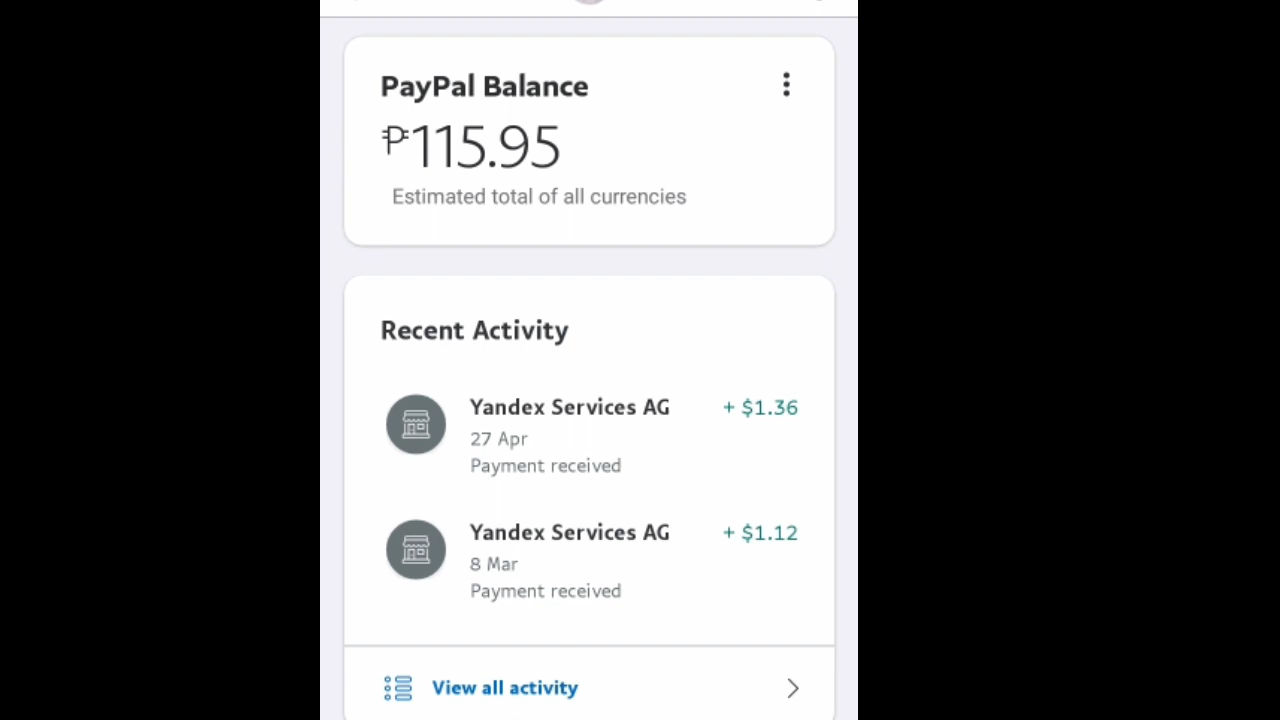 PayPal Balance
₱115.95
Estimated total of all currencies
Recent Activity
Yandex Services AG + $1.36
27 Apr
Payment received
Yandex Services AG + $1.12
8 Mar
Payment received
View all activity